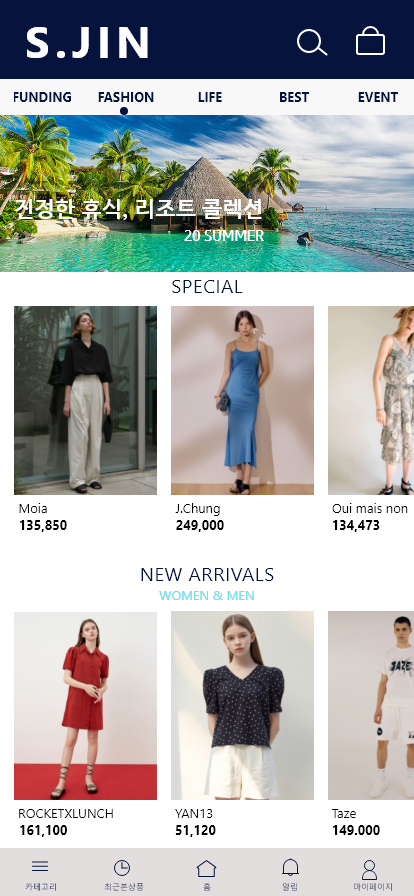 S.JIN
FUNDING FASHION LIFE BEST EVENT
진정한 휴식, 리조트 콜렉션
20 SUMMER
SPECIAL
Moia J.Chung Oui mais non
135,850 249,000 134,473
NEW ARRIVALS
WOMEN & MEN
ROCKETXLUNCH YAN13 Taze
161,100 51,120 149.000
카테고리 최근본상품 홈 알림 마이페이지